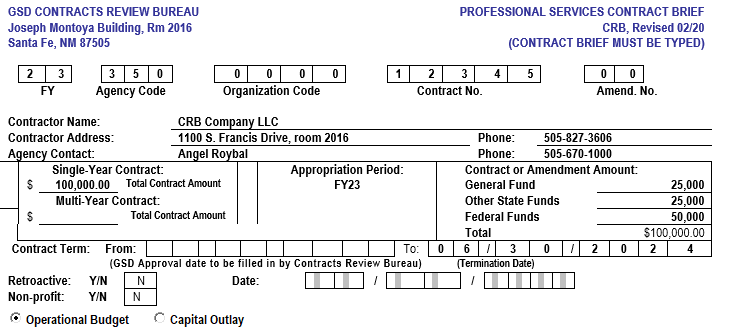 GSD CONTRACTS REVIEW BUREAU PROFESSIONAL SERVICES CONTRACT BRIEF
Joseph Montoya Building, Rm 2016 CRB, Revised 02/20
Santa Fe, NM 87505 (CONTRACT BRIEF MUST BE TYPED)
2 3 3 5 0 0 0 0 0 1 2 3 4 5 0 0
FY Agency Code Organization Code Contract No. Amend. No.
Contractor Name: CRB Company LLC
Contractor Address: 1100 S. Francis Drive, room 2016 Phone: 505-827-3606
Agency Contact: Angel Roybal Phone: 505-670-1000
Single-Year Contract: Appropriation Period: Contract or Amendment Amount:
$ 100,000.00 Total Contract Amount FY23 General Fund 25,000
Multi-Year Contract: Other State Funds 25,000
$ Total Contract Amount Federal Funds 50,000
Total $100,000.00
Contract Term: From: To: 0 6 / 3 0 / 2 0 2 4
(GSD Approval date to be filled in by Contracts Review Bureau) (Termination Date)
Retroactive: Y/N N Date: / /
Non-profit: Y/N N
Operational Budget Capital Outlay